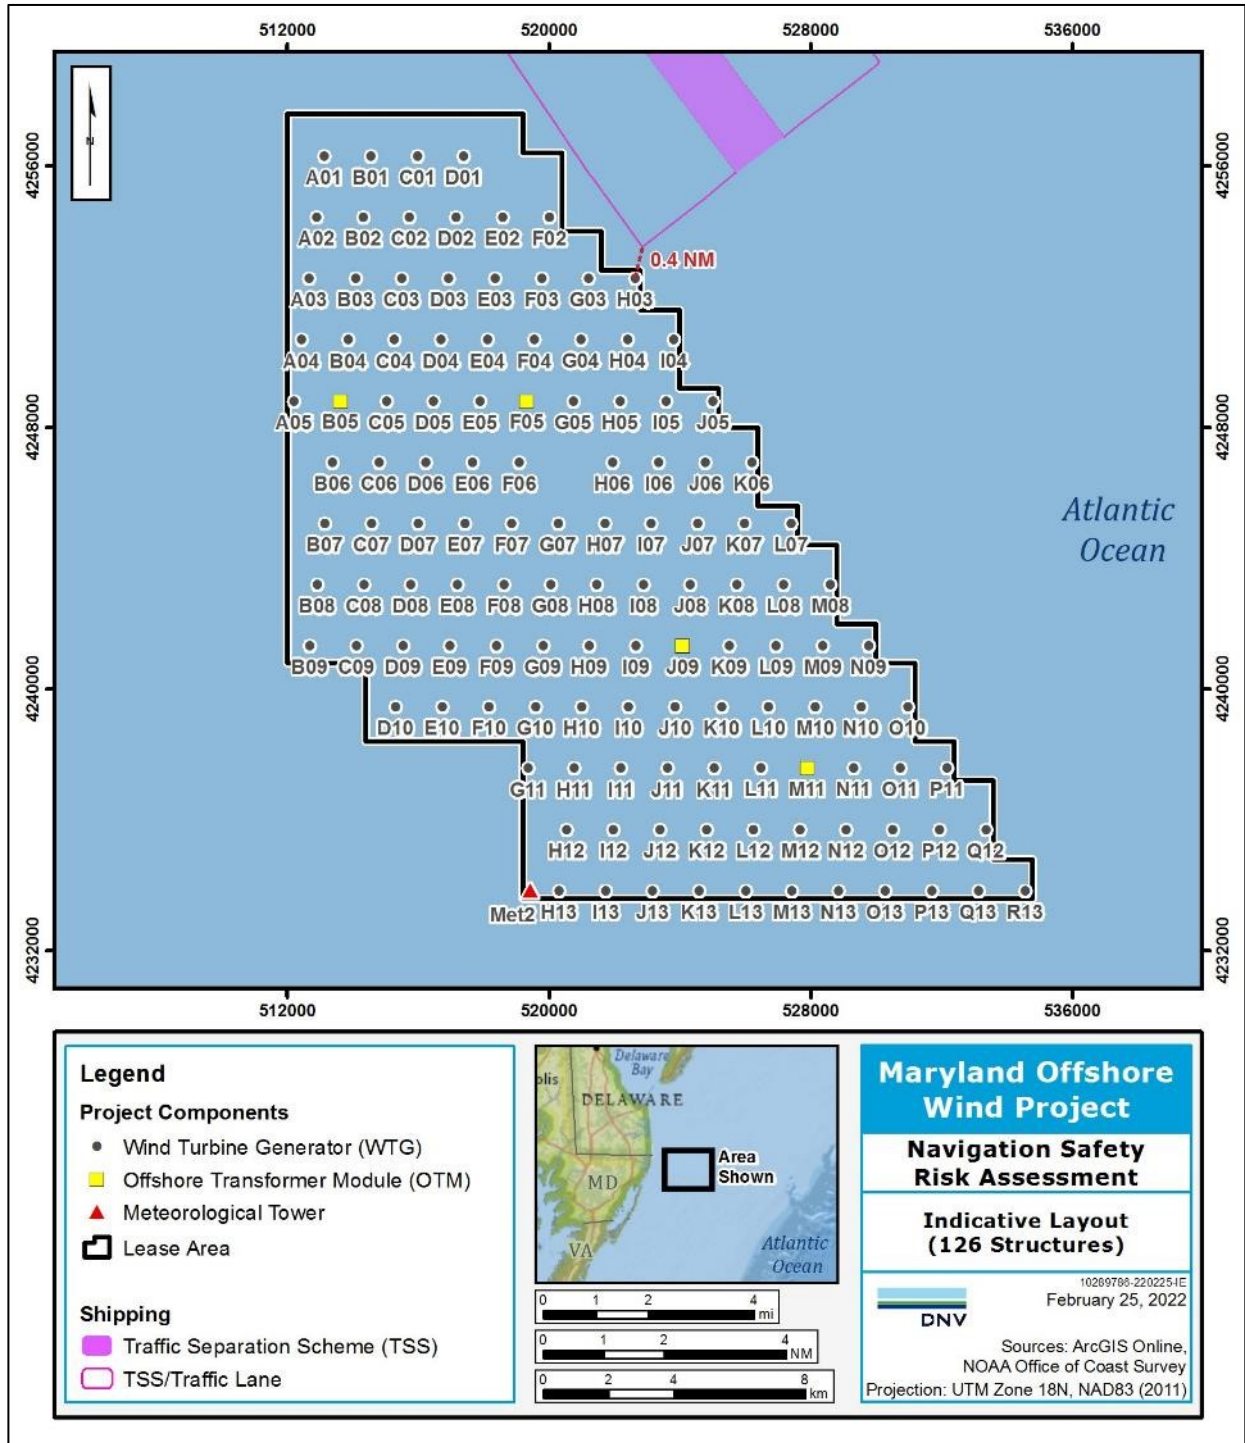 512000 520000 528000 536000
N
4256000 4256000
A01 B01 C01 D01
A02 B02 C02 D02 E02 F02
0.4 NM
A03 B03 C03 D03 E03 F03 G03 H03
A04 B04 C04 D04 E04 F04 G04 H04 I04
A05 B05 C05 D05 E05 F05 G05 H05 I05 J05
4248000 4248000
B06 C06 D06 E06 F06 H06 I06 J06 K06
Atlantic
Ocean
B07 C07 D07 E07 F07 G07 H07 I07 J07 K07 L07
B08 C08 D08 E08 F08 G08 H08 I08 J08 K08 L08 M08
B09 C09 D09 E09 F09 G09 H09 I09 J09 K09 L09 M09 N09
4240000 4240000
D10 E10 F10 G10 H10 I10 J10 K10 L10 M10 N10 O10
G11 H11 I11 J11 K11 L11 M11 N11 O11 P11
H12 I12 J12 K12 L12 M12 N12 O12 P12 Q12
Met2 H13 I13 J13 K13 L13 M13 N13 O13 P13 Q13 R13
4232000 4232000
512000 520000 528000 536000
Legend
Project Components
Wind Turbine Generator (WTG)
Offshore Transformer Module (OTM)
Meteorological Tower
Lease Area
Shipping
Traffic Separation Scheme (TSS)
TSS/Traffic Lane
Delaware
Bay
olis
DELAWARE
MD
VA
Area
Shown
Atlantic
Ocean
0 1 2 4
mi
0 1 2 4
NM
0 2 4 8
km
Maryland Offshore
Wind Project
Navigation Safety
Risk Assessment
Indicative Layout
(126 Structures)
10289786-220225-IE
February 25, 2022
DNV
Sources: ArcGIS Online,
NOAA Office of Coast Survey
Projection: UTM Zone 18N, NAD83 (2011)